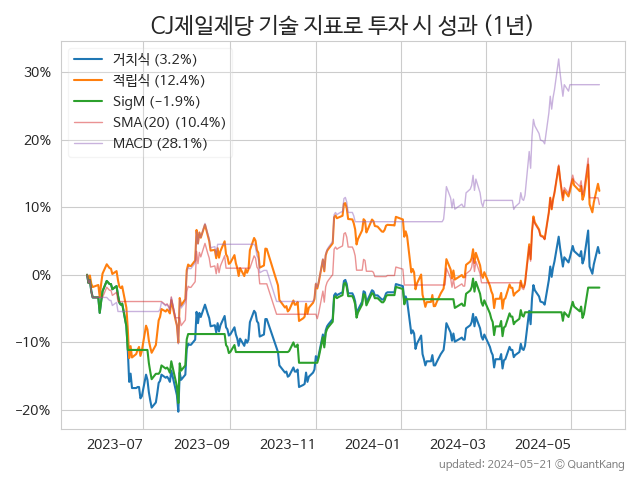 CJ제일제당 기술 지표로 투자 시 성과 (1년)
거치식 (3.2%)
적립식 (12.4%)
SigM (−1.9%)
SMA(20) (10.4%)
MACD (28.1%)
30%
20%
10%
0%
−10%
−20%
2023-07
2023-09
2023-11
2024-01
2024-03
2024-05
updated: 2024-05-21 © QuantKang